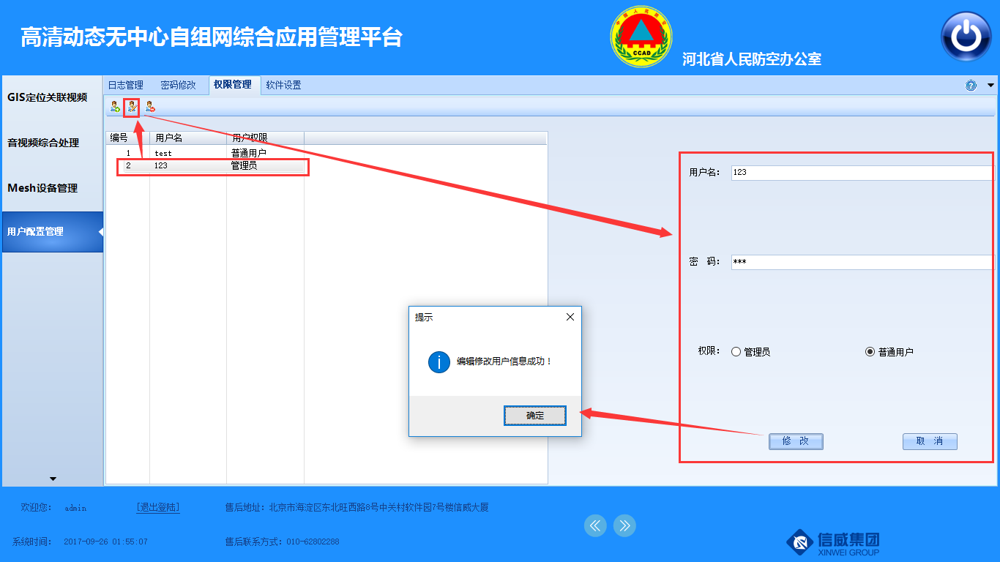 高清动态无中心自组网综合应用管理平台
CCAD
河北省人民防空办公室
GIS定位关联视频
音视频综合处理
Mesh设备管理
用户配置管理
日志管理 密码修改 权限管理 软件设置
编号 用户名 用户权限
1 test 普通用户
2 123 管理员
用户名: 123
密 码: ***
权限: 管理员 普通用户
修 改 取 消
提示
编辑修改用户信息成功！
确定
欢迎您: admin [退出登陆] 售后地址: 北京市海淀区东北旺西路8号中关村软件园7号楼信威大厦
系统时间: 2017-09-26 01:55:07 售后联系方式: 010-62802288
信威集团
XINWEI GROUP